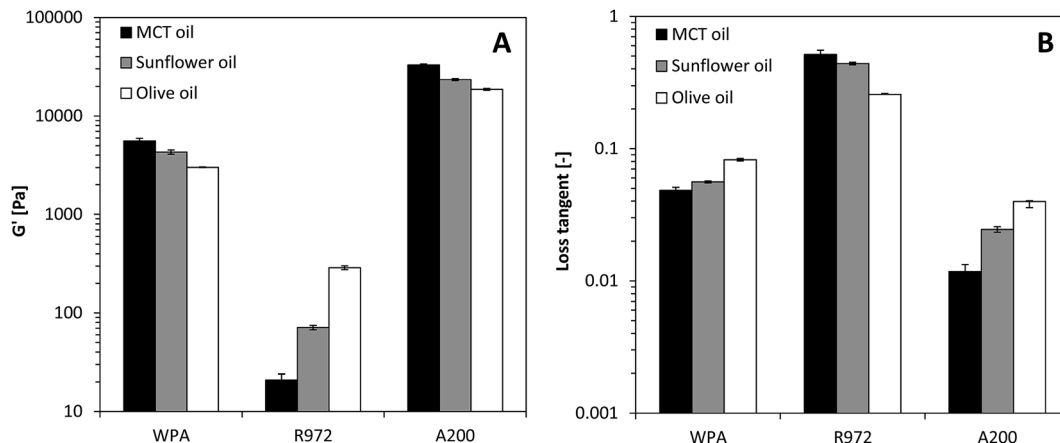 A
MCT oil
Sunflower oil
Olive oil
G' [Pa]
100000
10000
1000
100
10
WPA R972 A200
B
MCT oil
Sunflower oil
Olive oil
Loss tangent [-]
1
0.1
0.01
0.001
WPA R972 A200